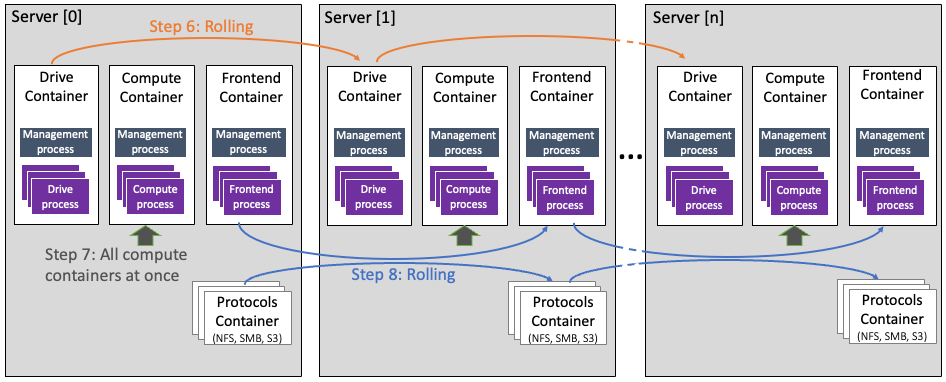 Server [0]
Step 6: Rolling
Drive
Container
Management
process
Drive
process
Compute
Container
Management
process
Compute
process
Frontend
Container
Management
process
Frontend
process
Step 7: All compute
containers at once
Protocols
Container
(NFS, SMB, S3)
Step 8: Rolling
Server [1]
Drive
Container
Management
process
Drive
process
Compute
Container
Management
process
Compute
process
Frontend
Container
Management
process
Frontend
process
Protocols
Container
(NFS, SMB, S3)
...
Server [n]
Drive
Container
Management
process
Drive
process
Compute
Container
Management
process
Compute
process
Frontend
Container
Management
process
Frontend
process
Protocols
Container
(NFS, SMB, S3)